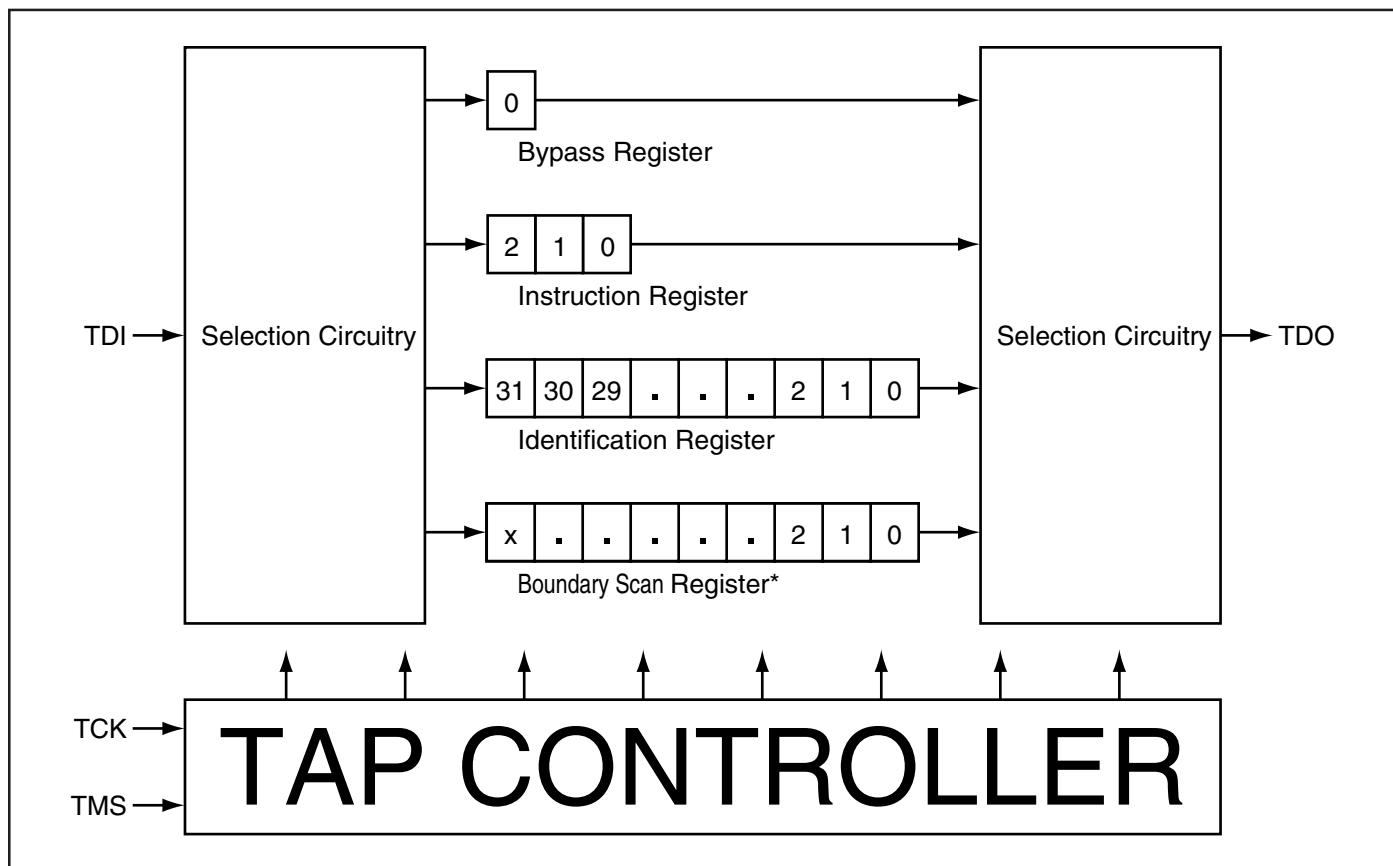 0
Bypass Register
2 1 0
Instruction Register
TDI
Selection Circuitry
Selection Circuitry
TDO
31 30 29 . . . 2 1 0
Identification Register
x . . . . . 2 1 0
Boundary Scan Register*
TCK
TMS
TAP CONTROLLER